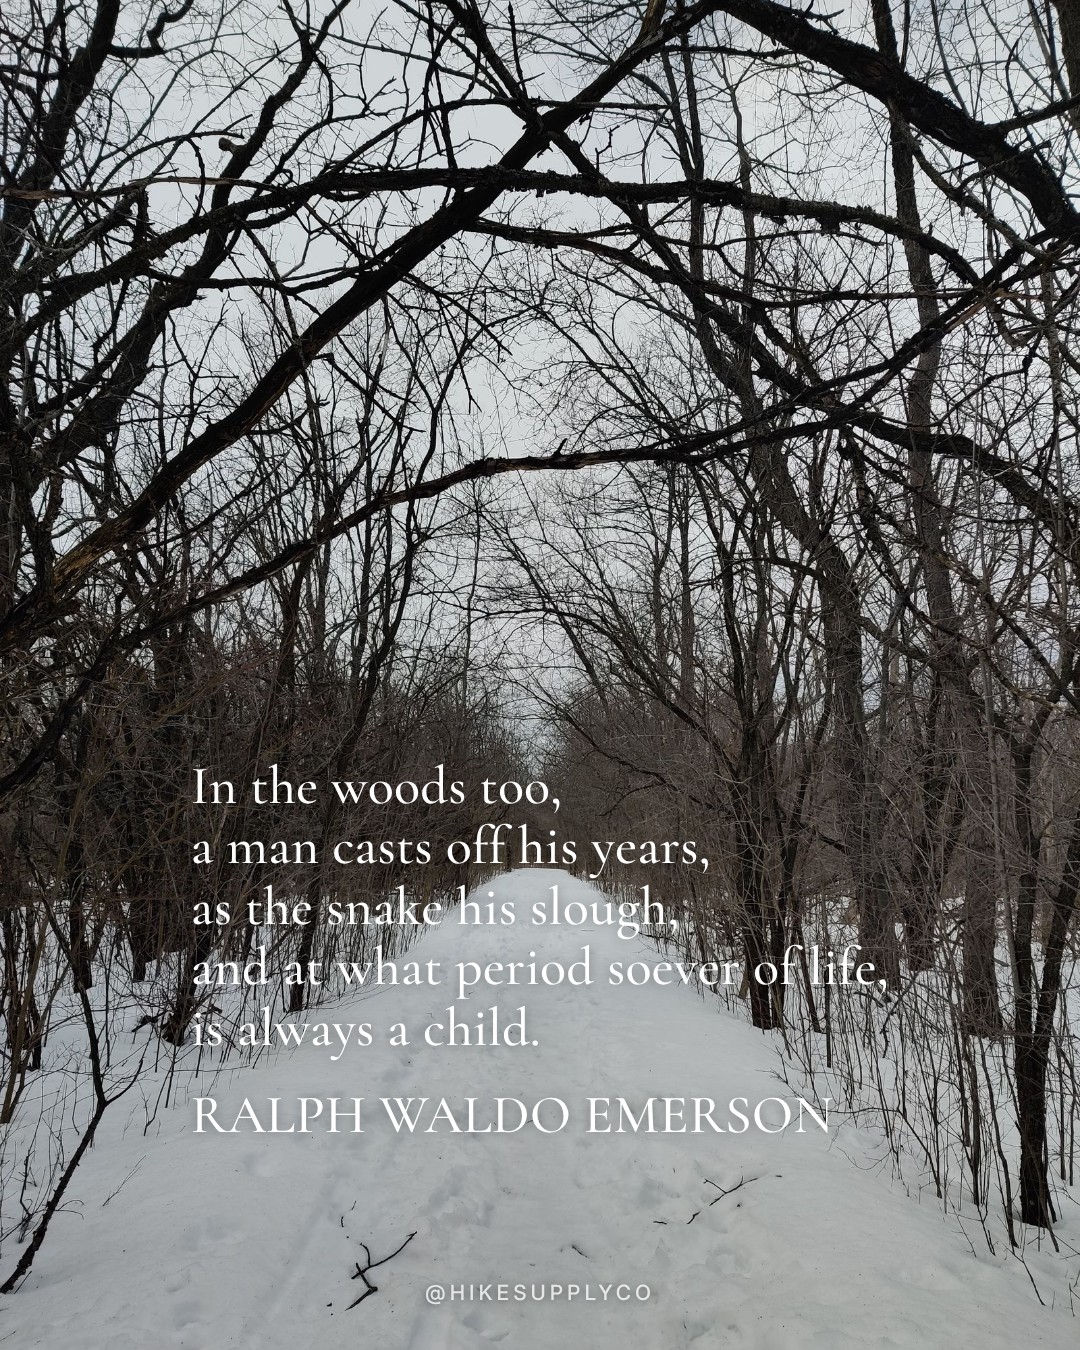 In the woods too,
a man casts off his years,
as the snake his slough,
and at what period soever of life,
is always a child.
RALPH WALDO EMERSON
@HIKESUPPLYCO